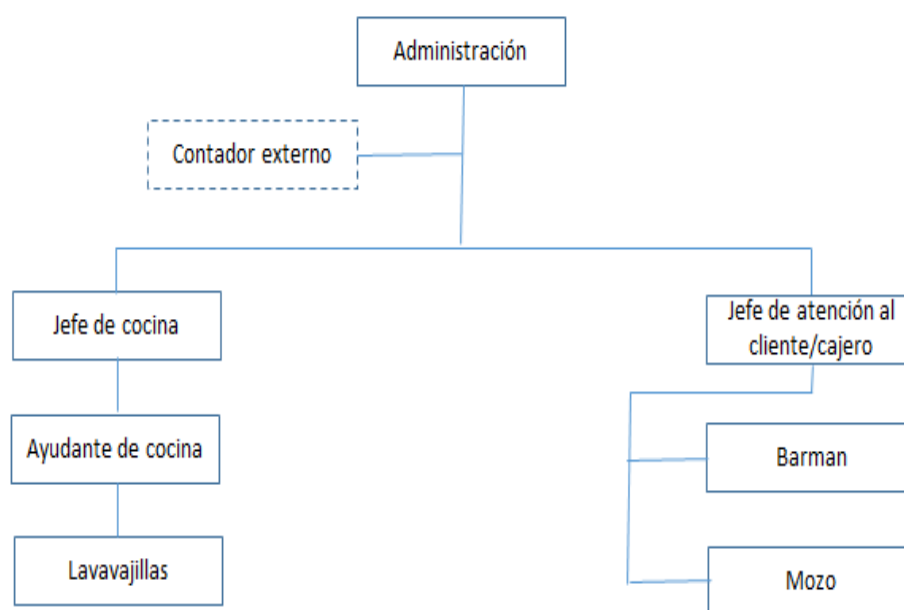 Administración
Contador externo
Jefe de cocina
Jefe de atención al
cliente/cajero
Ayudante de cocina
Barman
Lavavajillas
Mozo